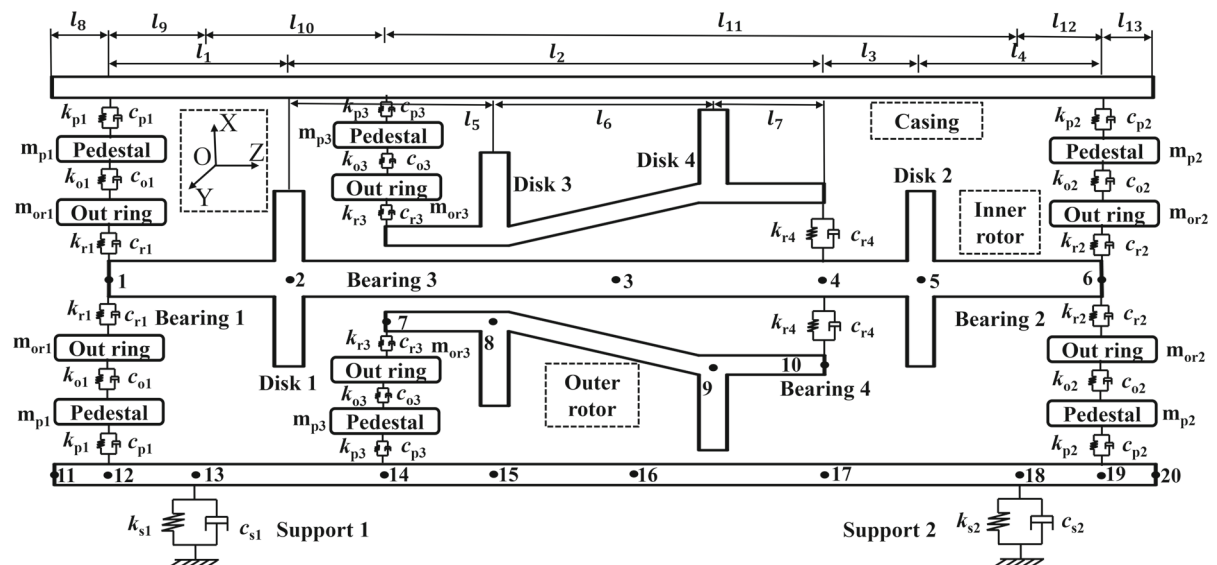 l₈ l₉ l₁₀ l₁₁ l₁₂ l₁₃
l₁ l₂ l₃ l₄
kₚ₁ cₚ₁ kₚ₃ cₚ₃ l₅ l₆ l₇ Casing kₚ₂ cₚ₂
mₚ₁ Pedestal X mₚ₃ Pedestal Disk 4 Pedestal mₚ₂
O Z
Y
kₒ₁ cₒ₁ kₒ₃ cₒ₃ Disk 3 Disk 2 kₒ₂ cₒ₂
mₒᵣ₁ Out ring Out ring mₒᵣ₃ Inner Out ring mₒᵣ₂
rotor
kᵣ₁ cᵣ₁ kᵣ₃ cᵣ₃ kᵣ₄ cᵣ₄ kᵣ₂ cᵣ₂
1 2 Bearing 3 3 4 5 6
kᵣ₁ cᵣ₁ Bearing 1 7 8 kᵣ₄ cᵣ₄ Bearing 2 kᵣ₂ cᵣ₂
mₒᵣ₁ Out ring kᵣ₃ cᵣ₃ mₒᵣ₃ Out ring mₒᵣ₂
kₒ₁ cₒ₁ Disk 1 Out ring Outer 9 10 Bearing 4 kₒ₂ cₒ₂
rotor
mₚ₁ Pedestal kₒ₃ cₒ₃ Pedestal mₚ₂
mₚ₃ Pedestal
kₚ₁ cₚ₁ kₚ₃ cₚ₃ kₚ₂ cₚ₂
11 12 13 14 15 16 17 18 19 20
kₛ₁ cₛ₁ Support 1 Support 2 kₛ₂ cₛ₂